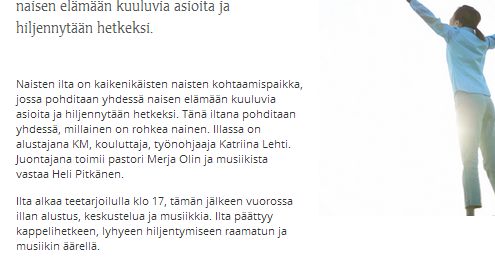 naisen elämään kuuluvia asioita ja
hiljennytään hetkeksi.
Naisten ilta on kaikenikäisten naisten kohtaamispaikka,
jossa pohditaan yhdessä naisen elämään kuuluvia
asioita ja hiljennytään hetkeksi. Tänä iltana pohditaan
yhdessä, millainen on rohkea nainen. Illassa on
alustajana KM, kouluttaja, työnohjaaja Katriina Lehti.
Juontajana toimii pastori Merja Olin ja musiikista
vastaa Heli Pitkänen.
Ilta alkaa teetarjoilulla klo 17, tämän jälkeen vuorossa
illan alustus, keskustelua ja musiikkia. Ilta päättyy
kappelihetkeen, lyhyeen hiljentymiseen raamatun ja
musiikin äärellä.